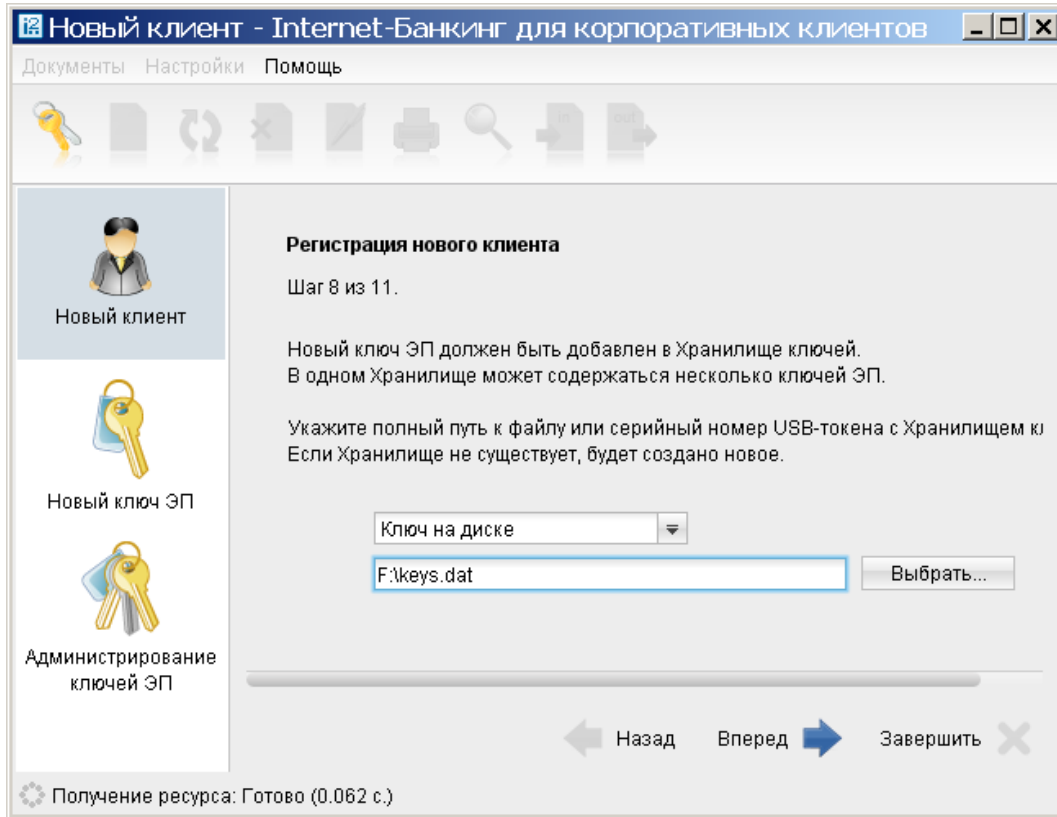 Новый клиент - Internet-Банкинг для корпоративных клиентов
Документы Настройки Помощь
in out
Новый клиент
Новый ключ ЭП
Администрирование
ключей ЭП
Регистрация нового клиента
Шаг 8 из 11.
Новый ключ ЭП должен быть добавлен в Хранилище ключей.
В одном Хранилище может содержаться несколько ключей ЭП.
Укажите полный путь к файлу или серийный номер USB-токена с Хранилищем
Если Хранилище не существует, будет создано новое.
Ключ на диске
F:\keys.dat
Выбрать...
Назад Вперед Завершить
Получение ресурса: Готово (0.062 с.)